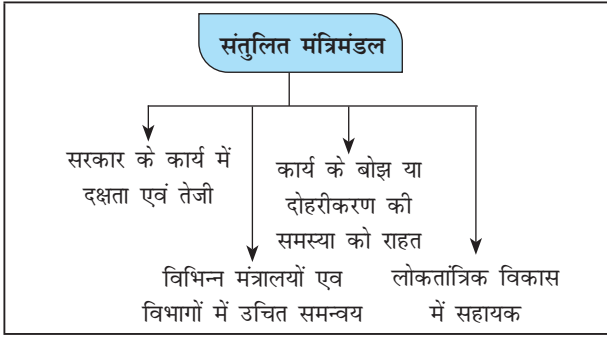 संतुलित मंत्रिमंडल
सरकार के कार्य में
दक्षता एवं तेजी
विभिन्न मंत्रालयों एव
विभागों में उचित समन्वय
कार्य के बोझ या
दोहरीकरण की
समस्या को राहत
लोकतांत्रिक विकास
में सहायक